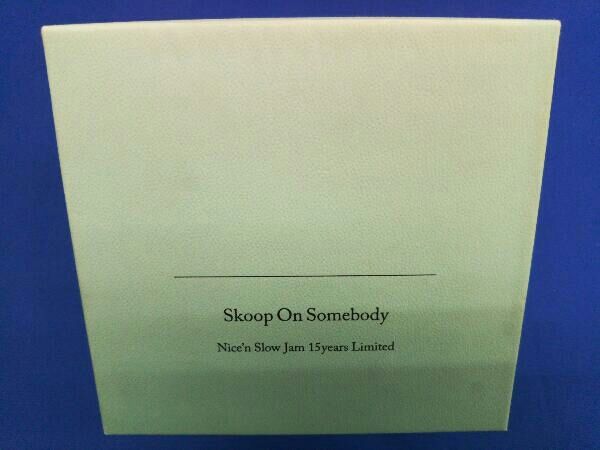 Skoop On Somebody
Nice'n Slow Jam 15years Limited